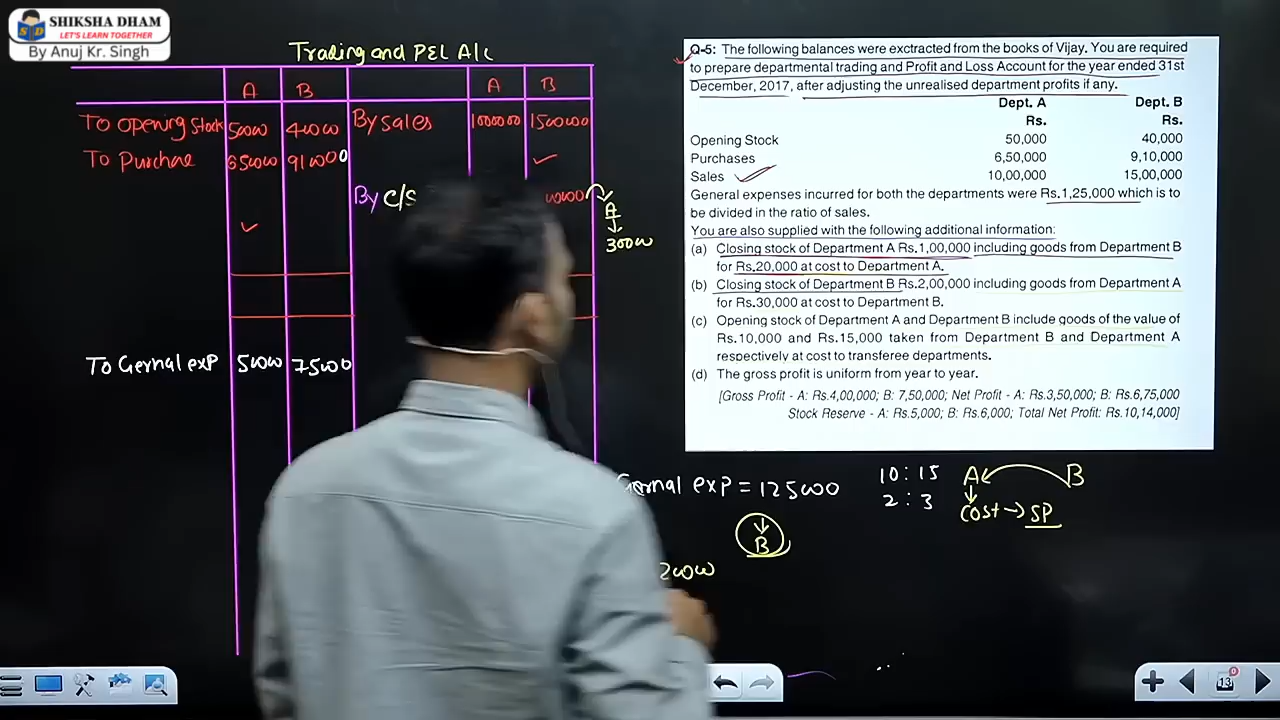 SHIKSHA DHAM
LET'S LEARN TOGETHER
By Anuj Kr. Singh
Trading and P&L A/c
A B A B
To Opening Stock 50000 40000 By Sales 1000000 1500000
To Purchase 650000 910000
By C/S
A
30000
To Gernal exp 50000 75000
Q-5: The following balances were exctracted from the books of Vijay. You are required
to prepare departmental trading and Profit and Loss Account for the year ended 31st
December, 2017, after adjusting the unrealised department profits if any.
Dept. A Dept. B
Rs. Rs.
Opening Stock 50,000 40,000
Purchases 6,50,000 9,10,000
Sales 10,00,000 15,00,000
General expenses incurred for both the departments were Rs.1,25,000 which is to
be divided in the ratio of sales.
You are also supplied with the following additional information:
(a) Closing stock of Department A Rs.1,00,000 including goods from Department B
for Rs.20,000 at cost to Department A.
(b) Closing stock of Department B Rs.2,00,000 including goods from Department A
for Rs.30,000 at cost to Department B.
(c) Opening stock of Department A and Department B include goods of the value of
Rs.10,000 and Rs.15,000 taken from Department B and Department A
respectively at cost to transferee departments.
(d) The gross profit is uniform from year to year.
[Gross Profit - A: Rs.4,00,000; B: 7,50,000; Net Profit - A: Rs.3,50,000; B: Rs.6,75,000
Stock Reserve - A: Rs.5,000; B: Rs.6,000; Total Net Profit: Rs.10,14,000]
Gernal exp = 125000
10 : 15
2 : 3
A B
Cost → SP
B
20000
13